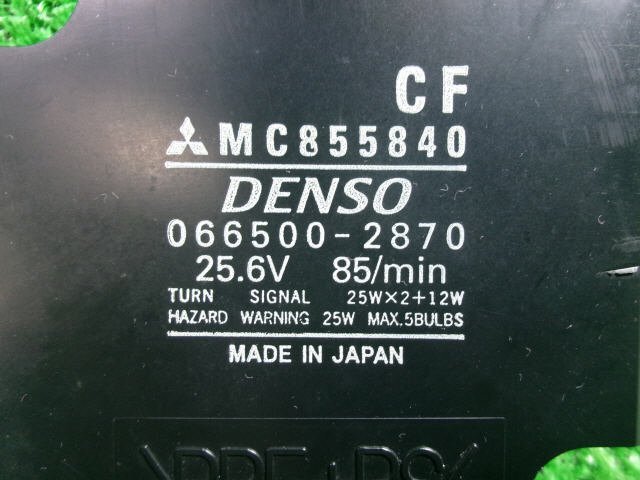 CF
MC855840
DENSO
066500-2870
25.6V 85/min
TURN SIGNAL 25W×2+12W
HAZARD WARNING 25W MAX.5BULBS
MADE IN JAPAN